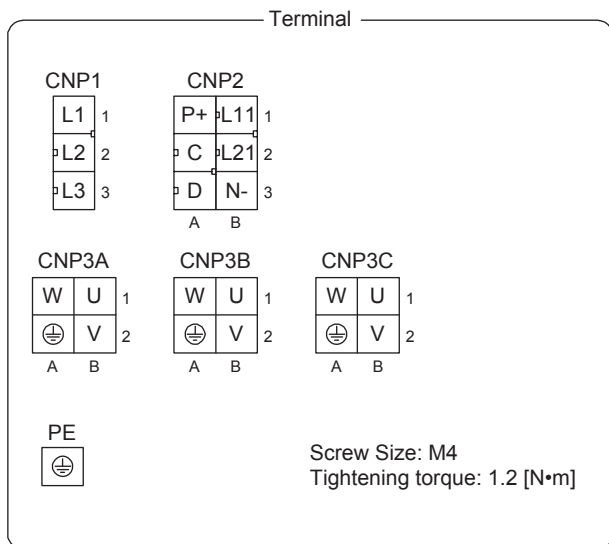 Terminal
CNP1 CNP2
L1 1 P+ L11 1
L2 2 C L21 2
L3 3 D N- 3
A B
CNP3A CNP3B CNP3C
W U 1 W U 1 W U 1
V 2 V 2 V 2
A B A B A B
PE
Screw Size: M4
Tightening torque: 1.2 [N•m]